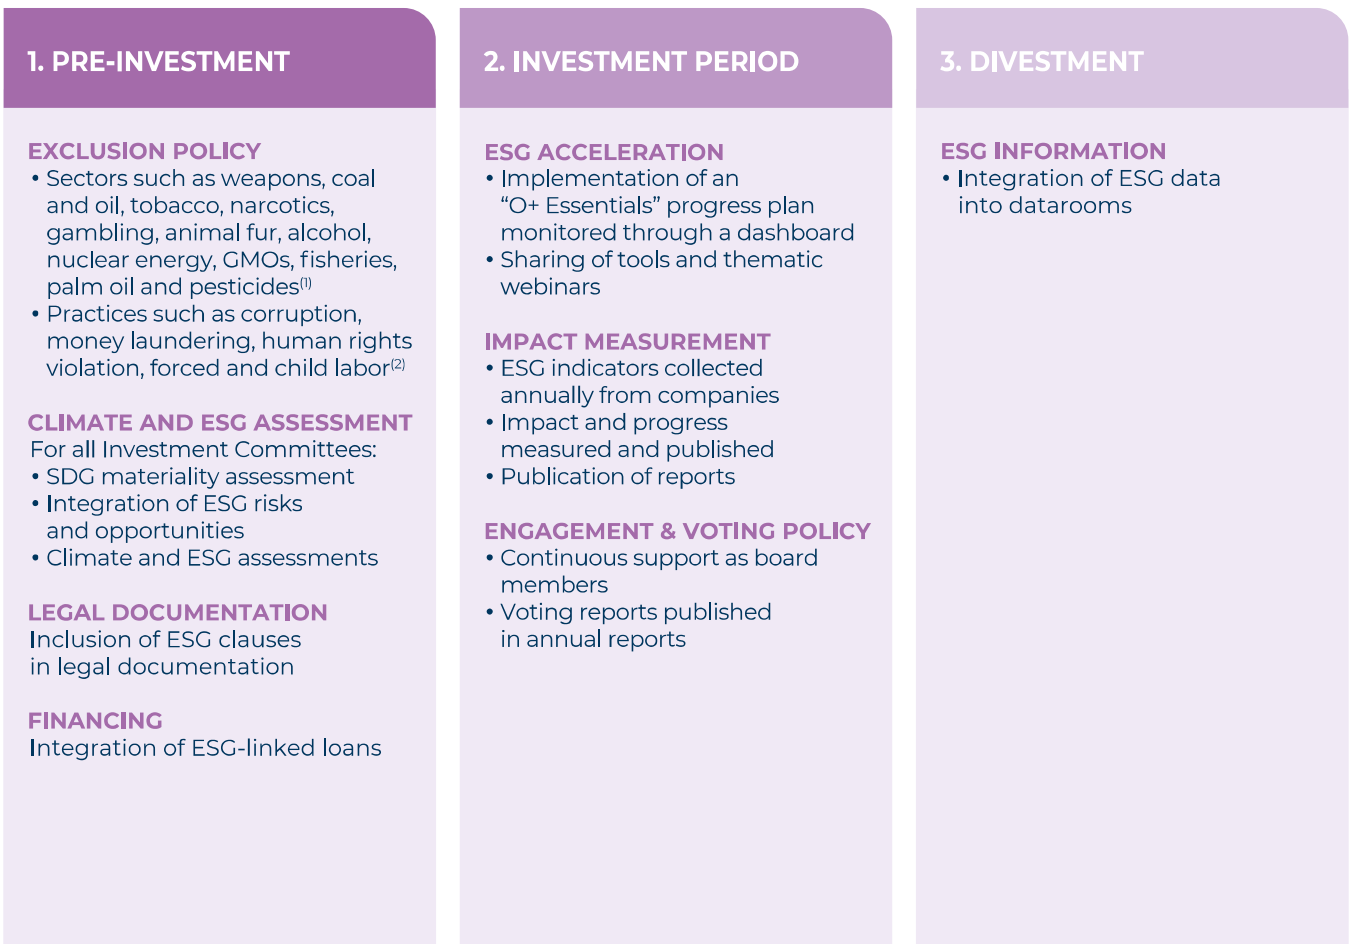 1. PRE-INVESTMENT
EXCLUSION POLICY
• Sectors such as weapons, coal
and oil, tobacco, narcotics,
gambling, animal fur, alcohol,
nuclear energy, GMOs, fisheries,
palm oil and pesticides(1)
• Practices such as corruption,
money laundering, human rights
violation, forced and child labor(2)
CLIMATE AND ESG ASSESSMENT
For all Investment Committees:
• SDG materiality assessment
• Integration of ESG risks
and opportunities
• Climate and ESG assessments
LEGAL DOCUMENTATION
Inclusion of ESG clauses
in legal documentation
FINANCING
Integration of ESG-linked loans
2. INVESTMENT PERIOD
ESG ACCELERATION
• Implementation of an
“O+ Essentials” progress plan
monitored through a dashboard
• Sharing of tools and thematic
webinars
IMPACT MEASUREMENT
• ESG indicators collected
annually from companies
• Impact and progress
measured and published
• Publication of reports
ENGAGEMENT & VOTING POLICY
• Continuous support as board
members
• Voting reports published
in annual reports
3. DIVESTMENT
ESG INFORMATION
• Integration of ESG data
into datarooms